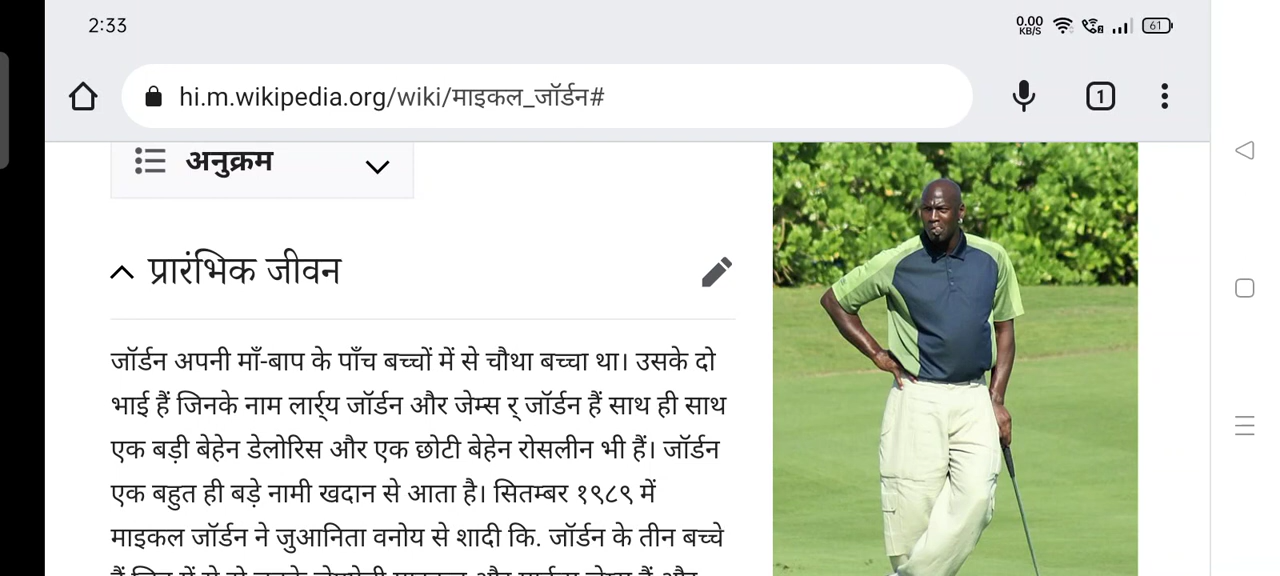 2:33
0.00
KB/S
61
hi.m.wikipedia.org/wiki/माइकल_जॉर्डन#
1
अनुक्रम
प्रारंभिक जीवन
जॉर्डन अपनी माँ-बाप के पाँच बच्चों में से चौथा बच्चा था। उसके दो
भाई हैं जिनके नाम लार्र्य जॉर्डन और जेम्स र् जॉर्डन हैं साथ ही साथ
एक बड़ी बेहेन डेलोरिस और एक छोटी बेहेन रोसलीन भी हैं। जॉर्डन
एक बहुत ही बड़े नामी खदान से आता है। सितम्बर १९८९ में
माइकल जॉर्डन ने जुआनिता वनोय से शादी कि. जॉर्डन के तीन बच्चे